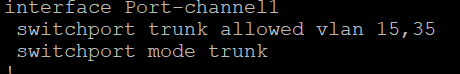 interface Port-channel1
 switchport trunk allowed vlan 15,35
 switchport mode trunk
!